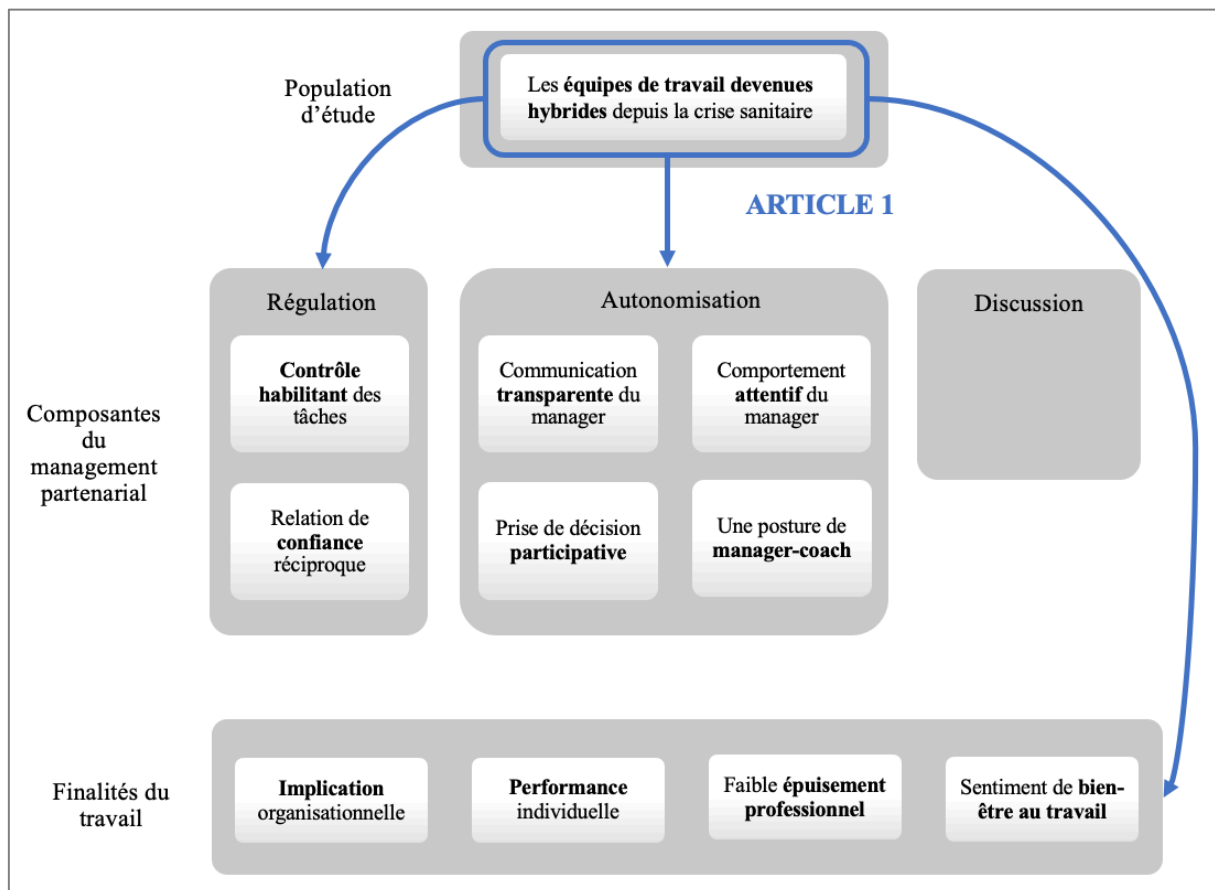 Population
d'étude
Les équipes de travail devenues
hybrides depuis la crise sanitaire
ARTICLE 1
Composantes
du
management
partenarial
Régulation
Contrôle
habilitant des
tâches
Relation de
confiance
réciproque
Autonomisation
Communication
transparente du
manager
Comportement
attentif du
manager
Prise de décision
participative
Une posture de
manager-coach
Discussion
Finalités du
travail
Implication
organisationnelle
Performance
individuelle
Faible épuisement
professionnel
Sentiment de bien-
être au travail